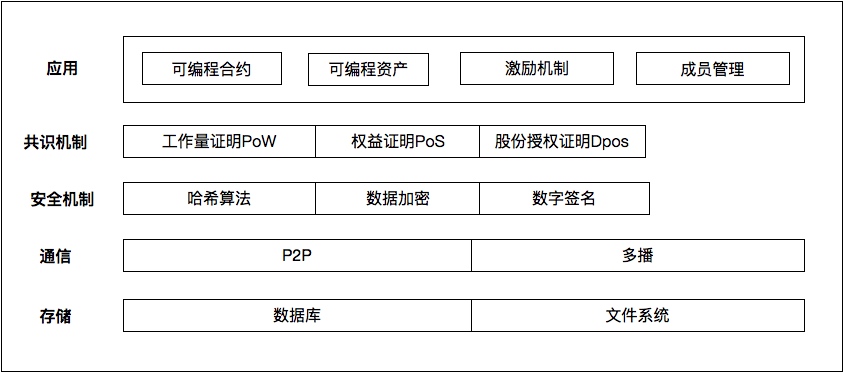 应用 可编程合约 可编程资产 激励机制 成员管理
共识机制 工作量证明PoW 权益证明PoS 股份授权证明Dpos
安全机制 哈希算法 数据加密 数字签名
通信 P2P 多播
存储 数据库 文件系统